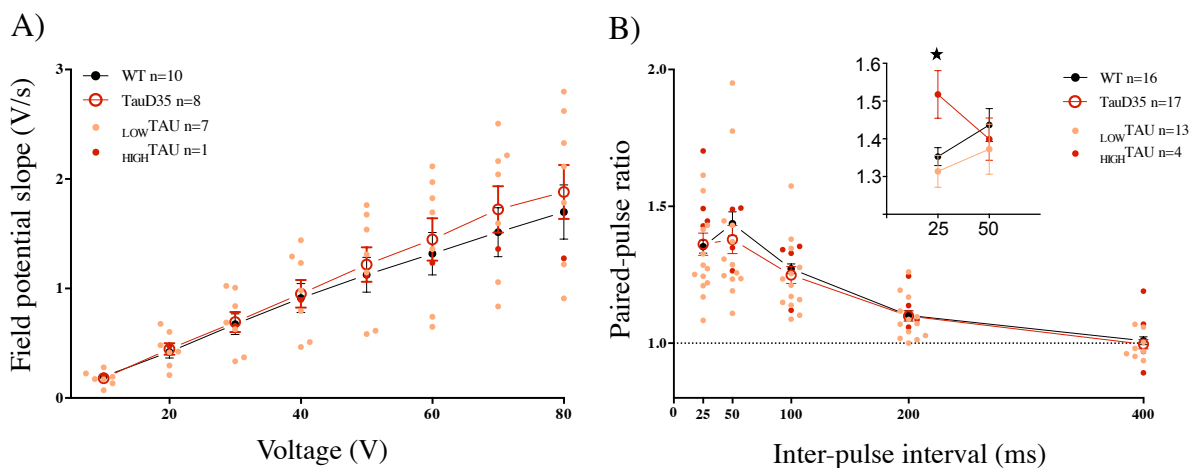 A)
Field potential slope (V/s)
3
2
1
0
20
40
60
80
Voltage (V)
WT n=10
TauD35 n=8
LOWTAU n=7
HIGHTAU n=1
B)
Paired-pulse ratio
2.0
1.5
1.0
0
25
50
100
200
400
Inter-pulse interval (ms)
1.6
1.5
1.4
1.3
25
50
WT n=16
TauD35 n=17
LOWTAU n=13
HIGHTAU n=4